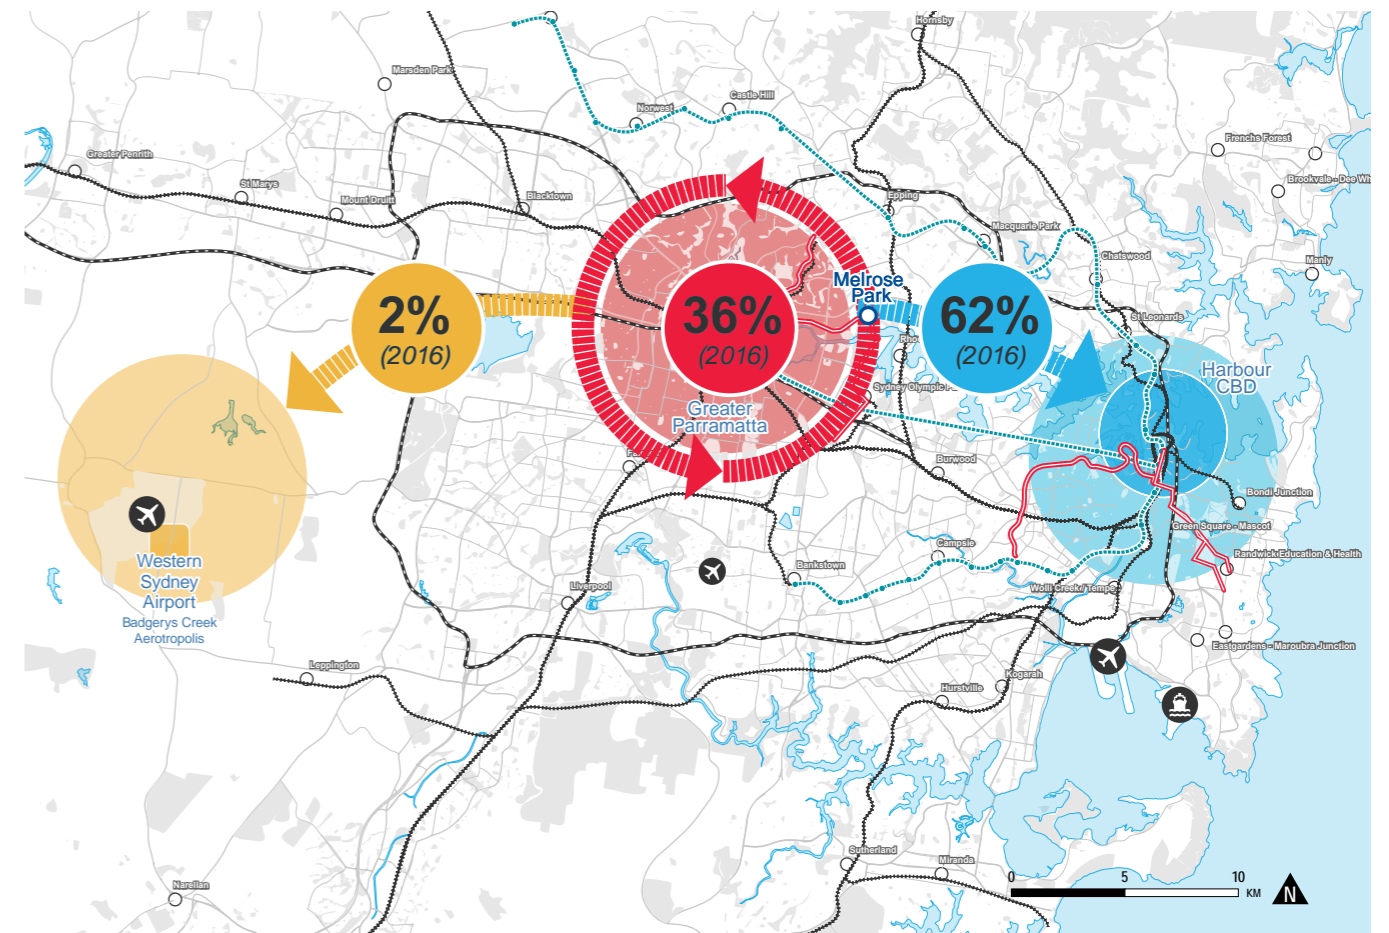 Hornsby
Marsden Park
Castle Hill
Norwest
Frenchs Forest
Greater Penrith
St Marys
Mount Druitt
Blacktown
Epping
Brookvale - Dee Wh
Macquarie Park
Chatswood
Manly
Melrose
Park
2%
(2016)
36%
(2016)
62%
(2016)
St Leonards
Harbour
CBD
Sydney Olympic
Greater
Parramatta
Burwood
Bondi Junction
Green Square - Mascot
Randwick Education & Health
Campsie
Bankstown
Wolli Creek / Tempe
Liverpool
Western
Sydney
Airport
Badgerys Creek
Aerotropolis
Eastgardens - Maroubra Junction
Leppington
Kogarah
Hurstville
Sutherland
Miranda
Narellan
0 5 10
KM
N